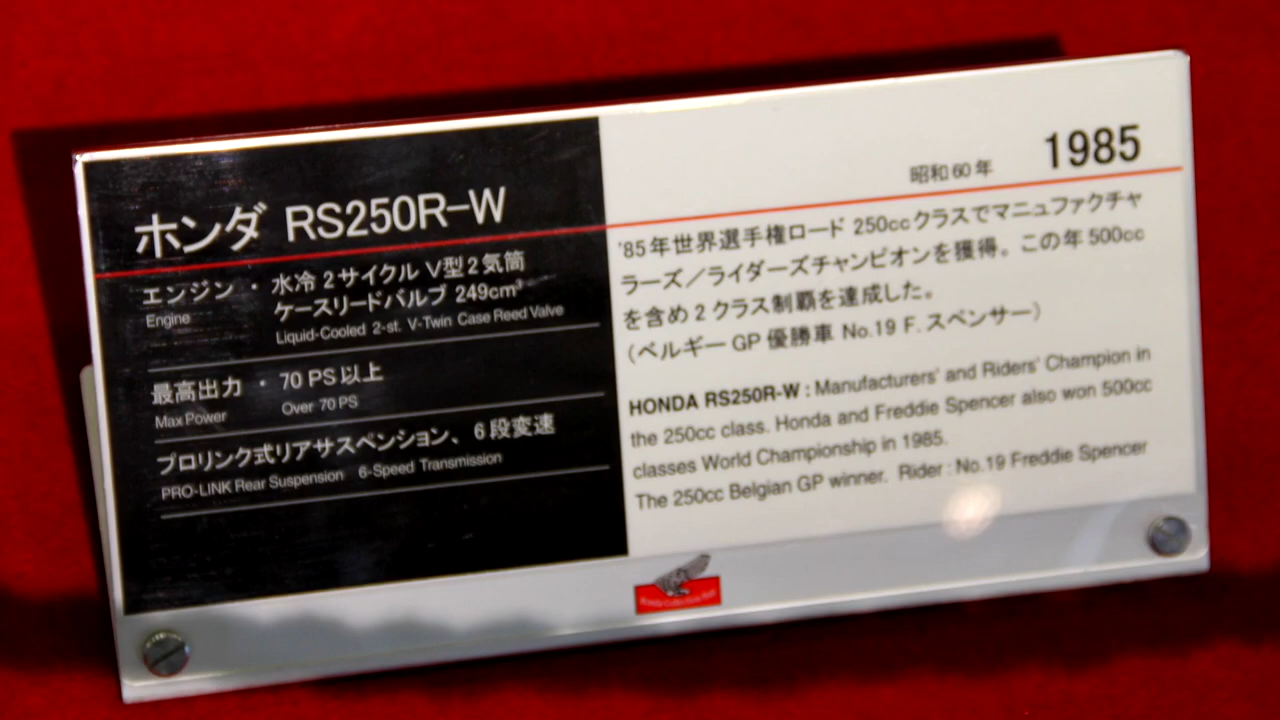 ホンダ RS250R-W
エンジン ・ 水冷 2サイクル V型2気筒
ケースリードバルブ 249cm³
Engine
Liquid-Cooled 2-st. V-Twin Case Reed Valve
最高出力 ・ 70 PS 以上
Max Power Over 70 PS
プロリンク式リアサスペンション、 6段変速
PRO-LINK Rear Suspension 6-Speed Transmission
昭和60年 1985
'85年世界選手権ロード 250ccクラスでマニュファクチャ
ラーズ／ライダーズチャンピオンを獲得。この年500cc
を含め2クラス制覇を達成した。
（ベルギーGP優勝車 No.19 F.スペンサー）
HONDA RS250R-W : Manufacturers' and Riders' Champion in
the 250cc class. Honda and Freddie Spencer also won 500cc
classes World Championship in 1985.
The 250cc Belgian GP winner. Rider : No.19 Freddie Spencer
Honda Collection Hall